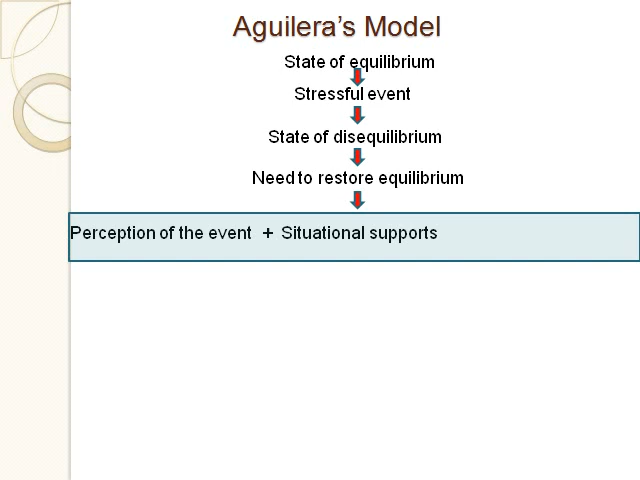 Aguilera's Model
State of equilibrium
Stressful event
State of disequilibrium
Need to restore equilibrium
Perception of the event + Situational supports